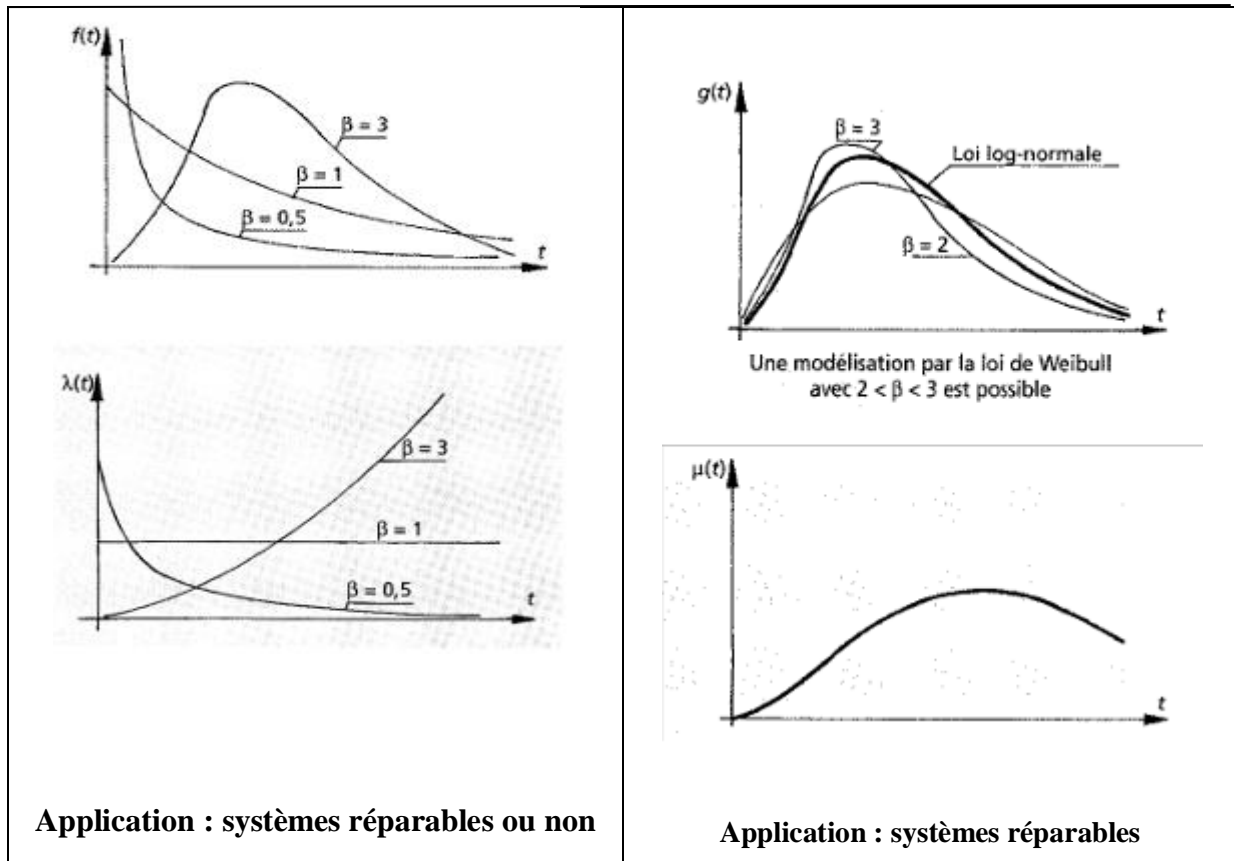 f(t)
β = 3
β = 1
β = 0,5
t
λ(t)
β = 3
β = 1
β = 0,5
t
Application : systèmes réparables ou non
g(t)
β = 3
Loi log-normale
β = 2
t
Une modélisation par la loi de Weibull
avec 2 < β < 3 est possible
μ(t)
t
Application : systèmes réparables